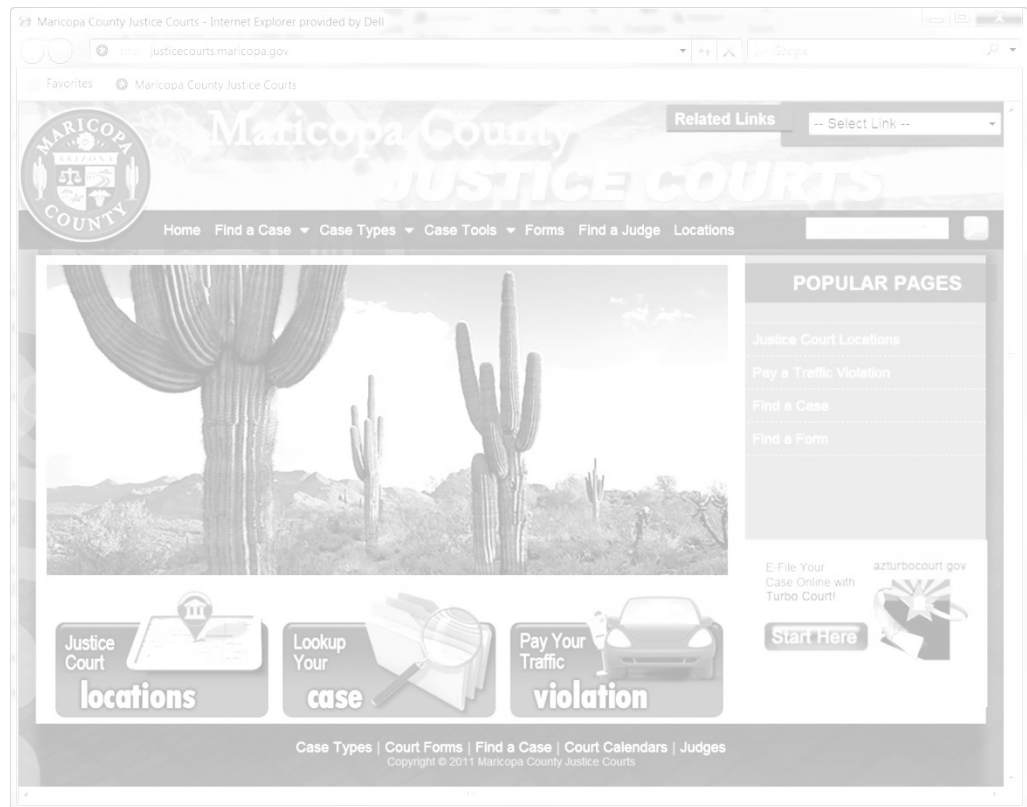 Maricopa County Justice Courts - Internet Explorer provided by Dell
justicecourts.maricopa.gov
Google
Favorites
Maricopa County Justice Courts
MARICOPA
ARIZONA
COUNTY
Maricopa County
JUSTICE COURTS
Related Links
-- Select Link --
Home Find a Case Case Types Case Tools Forms Find a Judge Locations
POPULAR PAGES
Justice Court Locations
Pay a Traffic Violation
Find a Case
Find a Form
E-File Your
Case Online with
Turbo Court!
Start Here
azturbocourt.gov
Justice
Court
locations
Lookup
Your
case
Pay Your
Traffic
violation
Case Types | Court Forms | Find a Case | Court Calendars | Judges
Copyright © 2011 Maricopa County Justice Courts